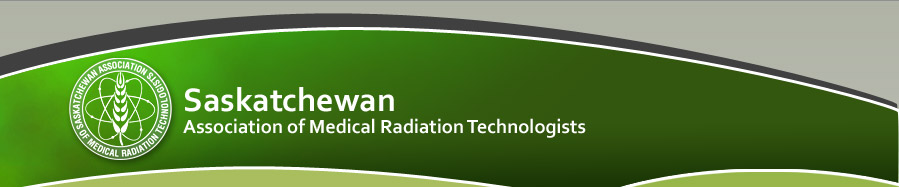 Saskatchewan
Association of Medical Radiation Technologists
SASKATCHEWAN ASSOCIATION
OF MEDICAL RADIATION TECHNOLOGISTS